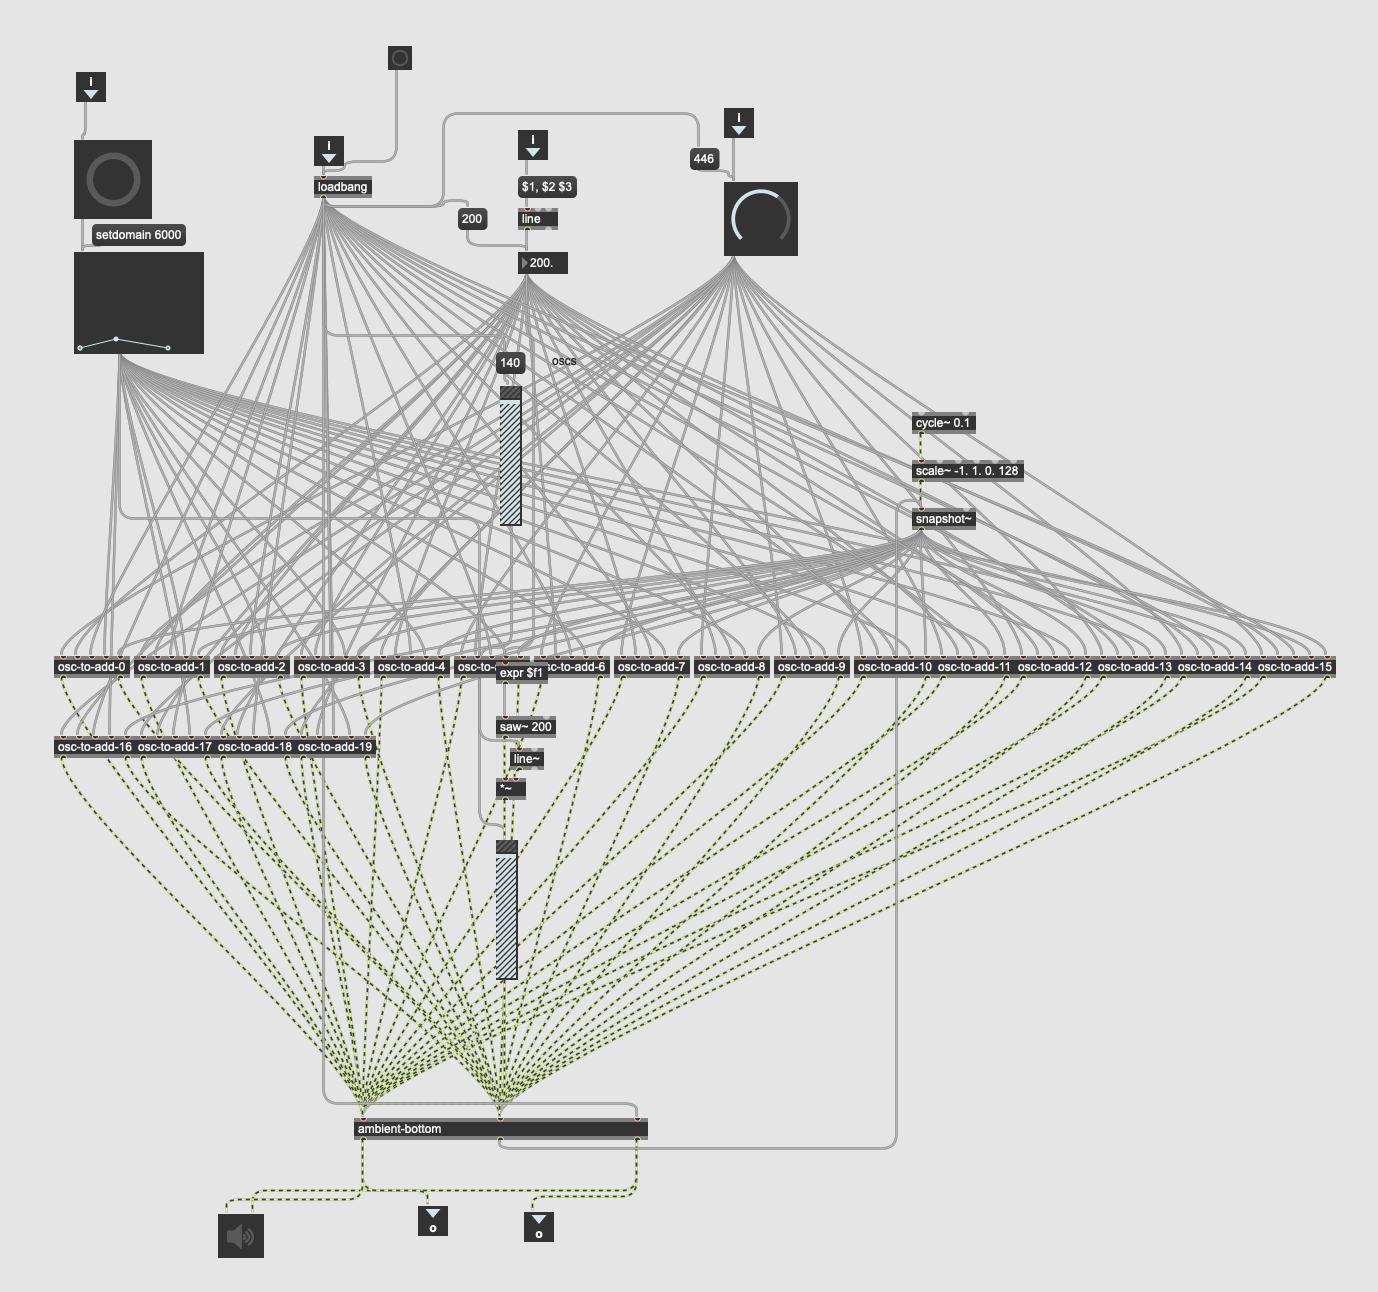 i
i
i
i
446
loadbang
$1, $2 $3
200
line
setdomain 6000
200.
140
oscs
cycle~ 0.1
scale~ -1. 1. 0. 128
snapshot~
osc-to-add-0
osc-to-add-1
osc-to-add-2
osc-to-add-3
osc-to-add-4
osc-to-a
sc-to-add-6
osc-to-add-7
osc-to-add-8
osc-to-add-9
osc-to-add-10
osc-to-add-11
osc-to-add-12
osc-to-add-13
osc-to-add-14
osc-to-add-15
expr $f1
saw~ 200
osc-to-add-16
osc-to-add-17
osc-to-add-18
osc-to-add-19
line~
*~
ambient-bottom
o
o